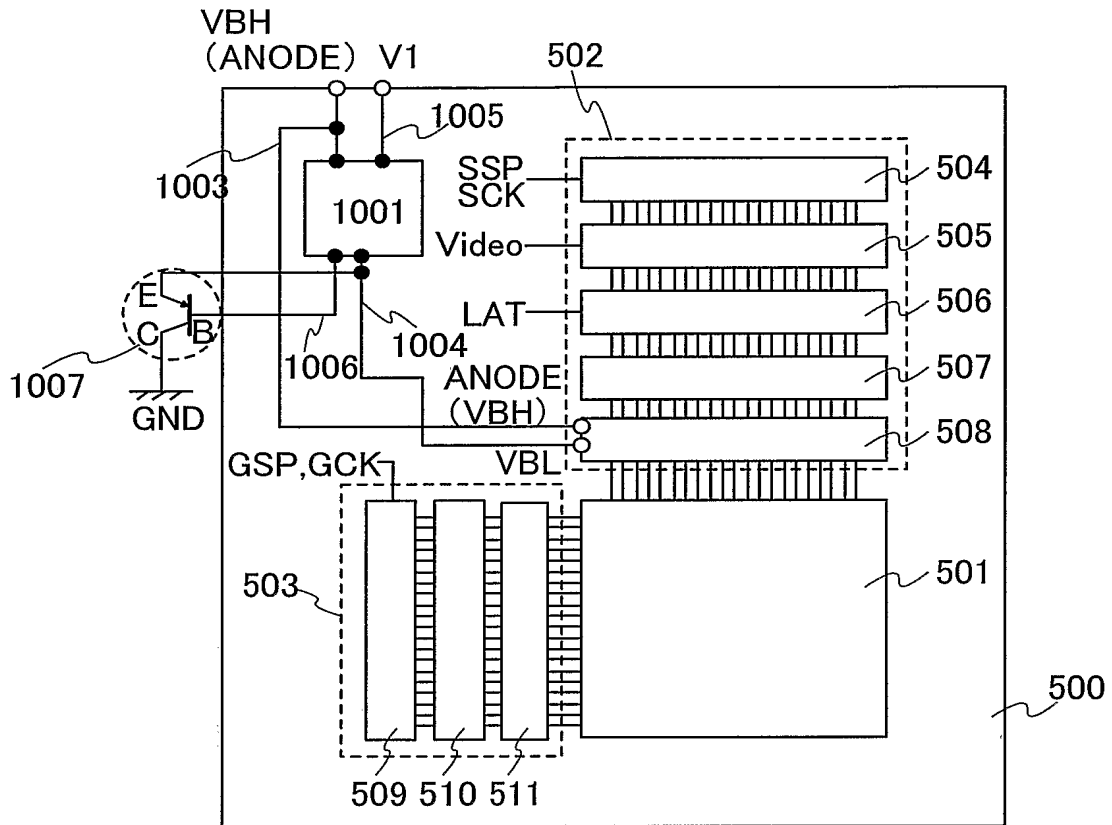 VBH
(ANODE) V1
502
1005
1003
1001
SSP
SCK
504
Video
505
E
C
B
LAT
506
1007
1006
1004
GND
ANODE
(VBH)
507
508
VBL
GSP,GCK
503
501
500
509 510 511